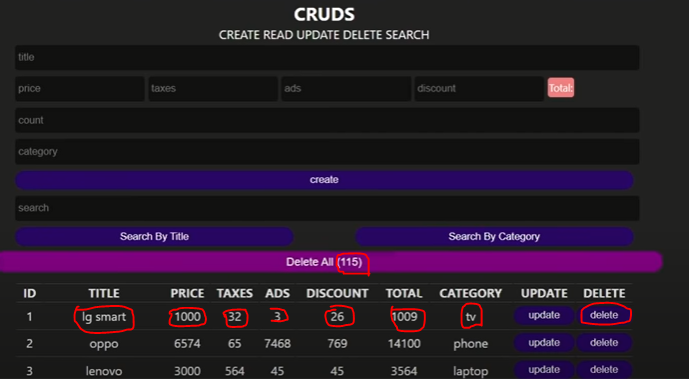 CRUDS
CREATE READ UPDATE DELETE SEARCH
title
price taxes ads discount Total:
count
category
create
search
Search By Title Search By Category
Delete All (115)
ID TITLE PRICE TAXES ADS DISCOUNT TOTAL CATEGORY UPDATE DELETE
1 lg smart 1000 32 3 26 1009 tv update delete
2 oppo 6574 65 7468 769 14100 phone update delete
3 lenovo 3000 564 45 45 3564 laptop update delete